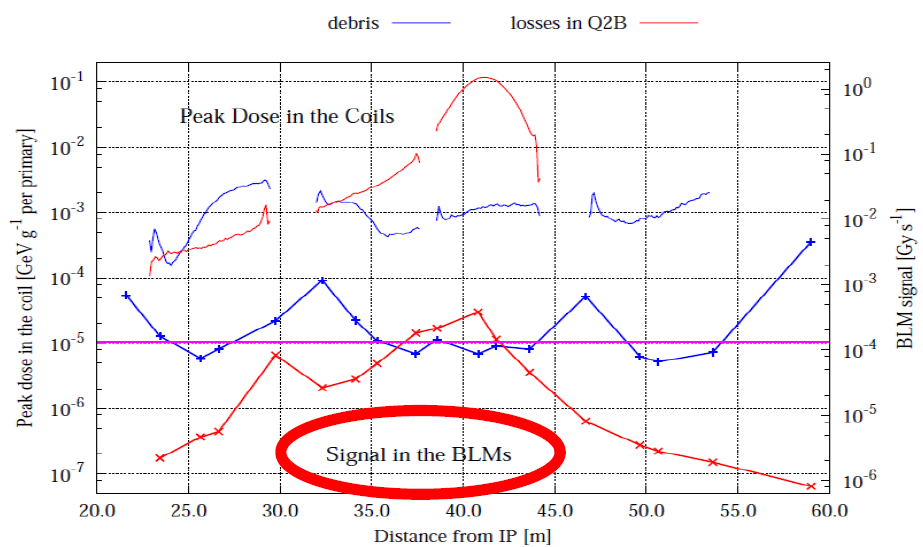 debris losses in Q2B
Peak Dose in the Coils
Signal in the BLMs
Peak dose in the coil [GeV g⁻¹ per primary]
10⁻¹
10⁻²
10⁻³
10⁻⁴
10⁻⁵
10⁻⁶
10⁻⁷
BLM signal [Gy s⁻¹]
10⁰
10⁻¹
10⁻²
10⁻³
10⁻⁴
10⁻⁵
10⁻⁶
20.0 25.0 30.0 35.0 40.0 45.0 50.0 55.0 60.0
Distance from IP [m]